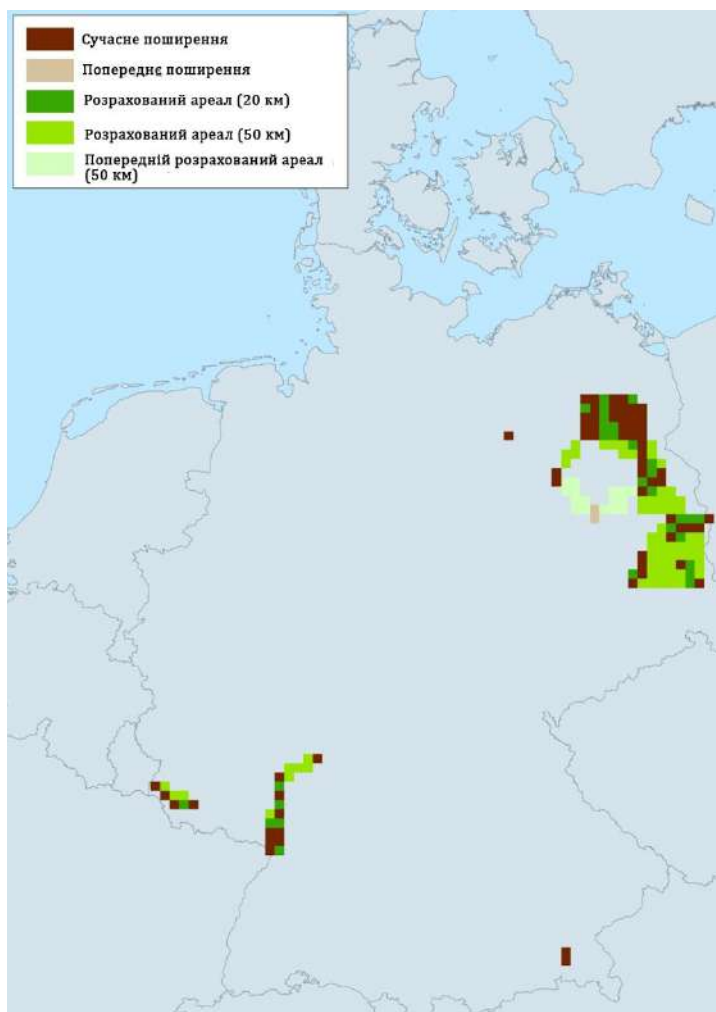 Сучасне поширення
Попереднє поширення
Розрахований ареал (20 км)
Розрахований ареал (50 км)
Попередній розрахований ареал
(50 км)